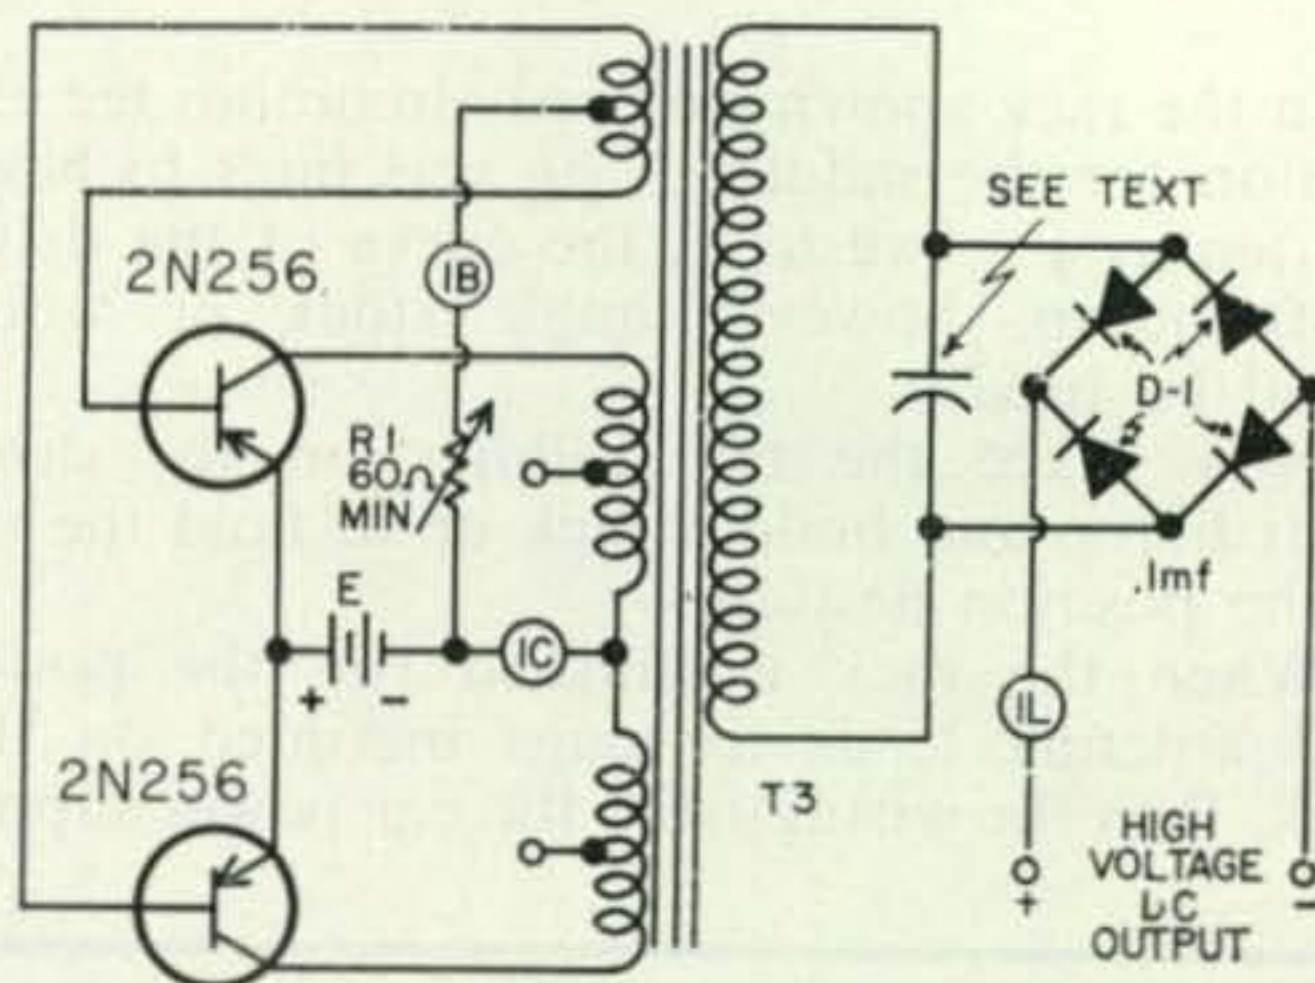 SEE TEXT
2N256
IB
D-1
R1
60Ω
MIN
.1mf
E
IC
+ -
IL
2N256
T3
HIGH
VOLTAGE
DC
OUTPUT
+
-